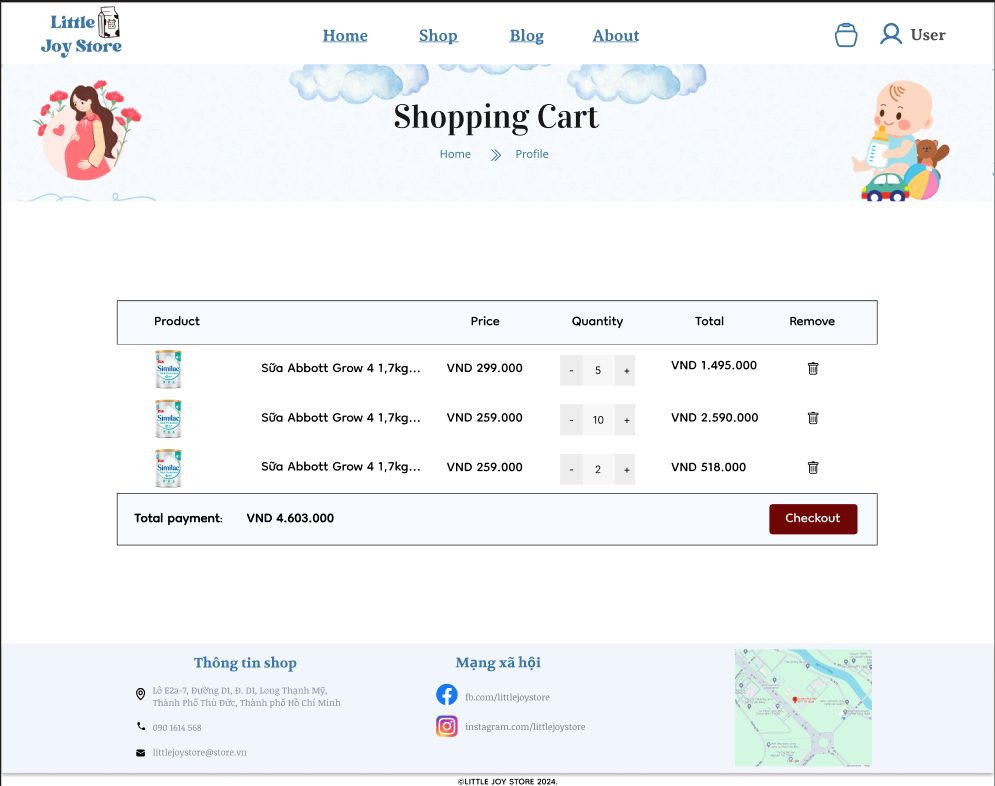 Little
Joy Store
Home Shop Blog About User
Shopping Cart
Home Profile
Product Price Quantity Total Remove
Similac
Sữa Abbott Grow 4 1,7kg... VND 299.000 - 5 + VND 1.495.000
Similac
Sữa Abbott Grow 4 1,7kg... VND 259.000 - 10 + VND 2.590.000
Similac
Sữa Abbott Grow 4 1,7kg... VND 259.000 - 2 + VND 518.000
Total payment: VND 4.603.000 Checkout
Thông tin shop
Lô E2a-7, Đường D1, Đ. D1, Long Thạnh Mỹ,
Thành Phố Thủ Đức, Thành phố Hồ Chí Minh
090 1614 568
littlejoystore@store.vn
Mạng xã hội
fb.com/littlejoystore
instagram.com/littlejoystore
©LITTLE JOY STORE 2024.